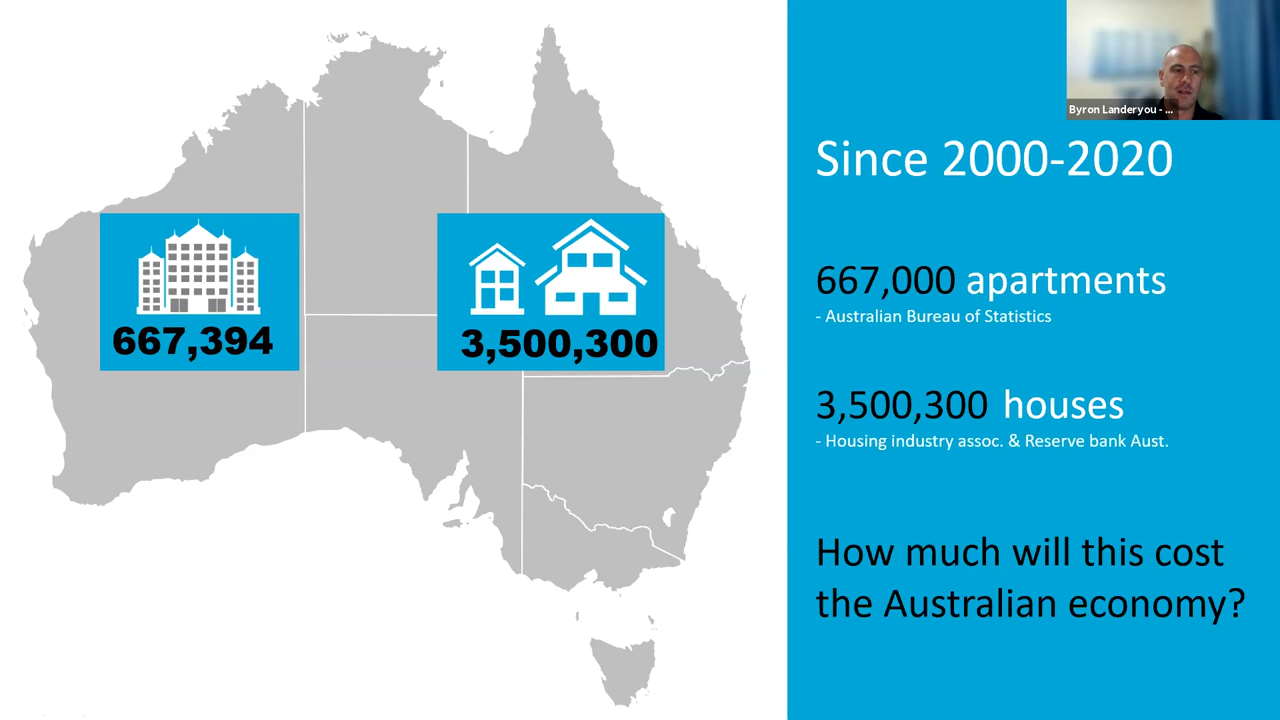 667,394
3,500,300
Byron Landeryou - ...
Since 2000-2020
667,000 apartments
- Australian Bureau of Statistics
3,500,300 houses
- Housing industry assoc. & Reserve bank Aust.
How much will this cost
the Australian economy?